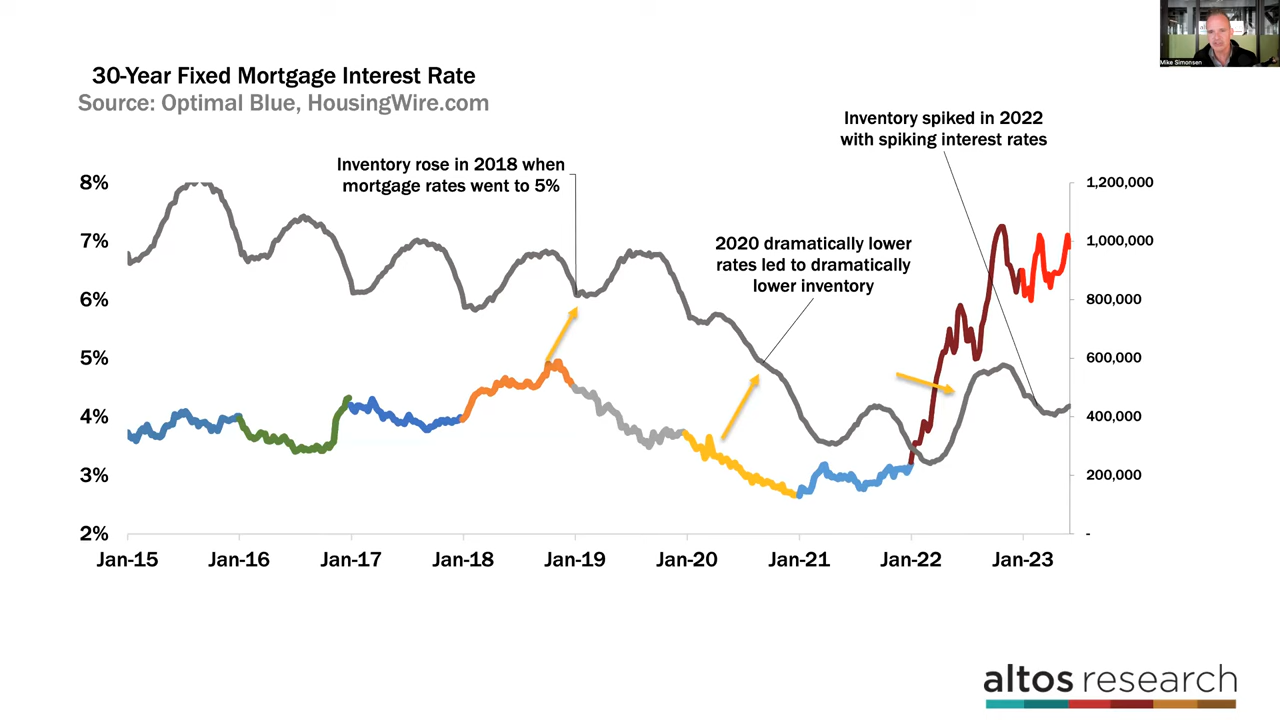 Mike Simonsen
30-Year Fixed Mortgage Interest Rate
Source: Optimal Blue, HousingWire.com
Inventory spiked in 2022
with spiking interest rates
Inventory rose in 2018 when
mortgage rates went to 5%
2020 dramatically lower
rates led to dramatically
lower inventory
8%
7%
6%
5%
4%
3%
2%
1,200,000
1,000,000
800,000
600,000
400,000
200,000
-
Jan-15 Jan-16 Jan-17 Jan-18 Jan-19 Jan-20 Jan-21 Jan-22 Jan-23
altos research